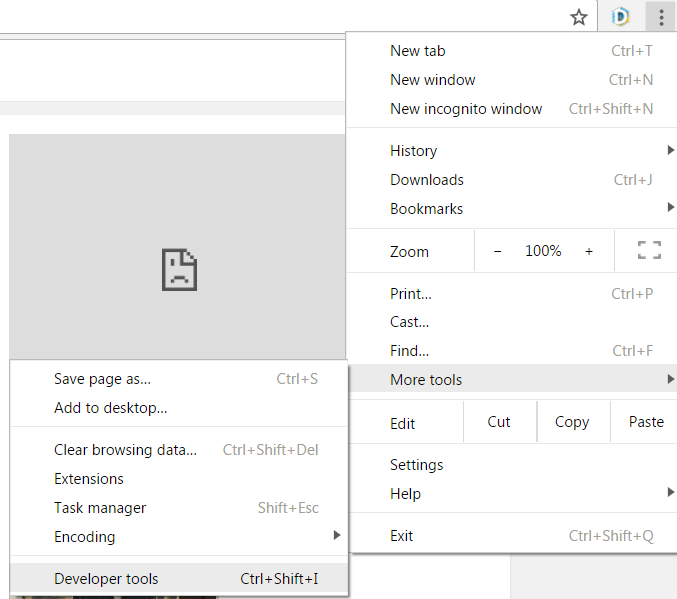 D
New tab Ctrl+T
New window Ctrl+N
New incognito window Ctrl+Shift+N
History
Downloads Ctrl+J
Bookmarks
Zoom − 100% +
Print... Ctrl+P
Cast...
Find... Ctrl+F
More tools
Edit Cut Copy Paste
Settings
Help
Exit Ctrl+Shift+Q
Save page as... Ctrl+S
Add to desktop...
Clear browsing data... Ctrl+Shift+Del
Extensions
Task manager Shift+Esc
Encoding
Developer tools Ctrl+Shift+I